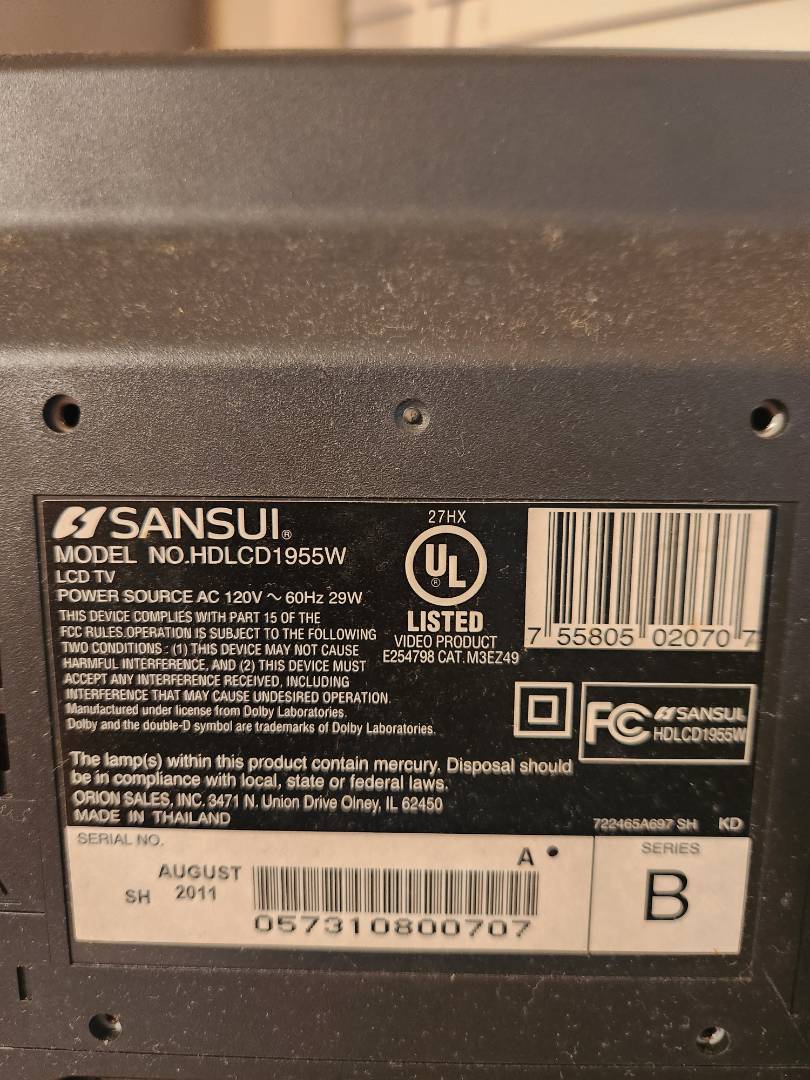 SANSUI®
MODEL NO.HDLCD1955W
LCD TV
POWER SOURCE AC 120V ~ 60Hz 29W
THIS DEVICE COMPLIES WITH PART 15 OF THE
FCC RULES.OPERATION IS SUBJECT TO THE FOLLOWING
TWO CONDITIONS : (1) THIS DEVICE MAY NOT CAUSE
HARMFUL INTERFERENCE, AND (2) THIS DEVICE MUST
ACCEPT ANY INTERFERENCE RECEIVED, INCLUDING
INTERFERENCE THAT MAY CAUSE UNDESIRED OPERATION.
Manufactured under license from Dolby Laboratories.
Dolby and the double-D symbol are trademarks of Dolby Laboratories.
27HX
UL®
LISTED
VIDEO PRODUCT
E254798 CAT.M3EZ49
7 55805 02070 7
FC SANSUI
HDLCD1955W
The lamp(s) within this product contain mercury. Disposal should
be in compliance with local, state or federal laws.
ORION SALES, INC. 3471 N. Union Drive Olney, IL 62450
MADE IN THAILAND
722465A697 SH KD
SERIAL NO.
A
AUGUST
SH 2011
057310800707
SERIES
B